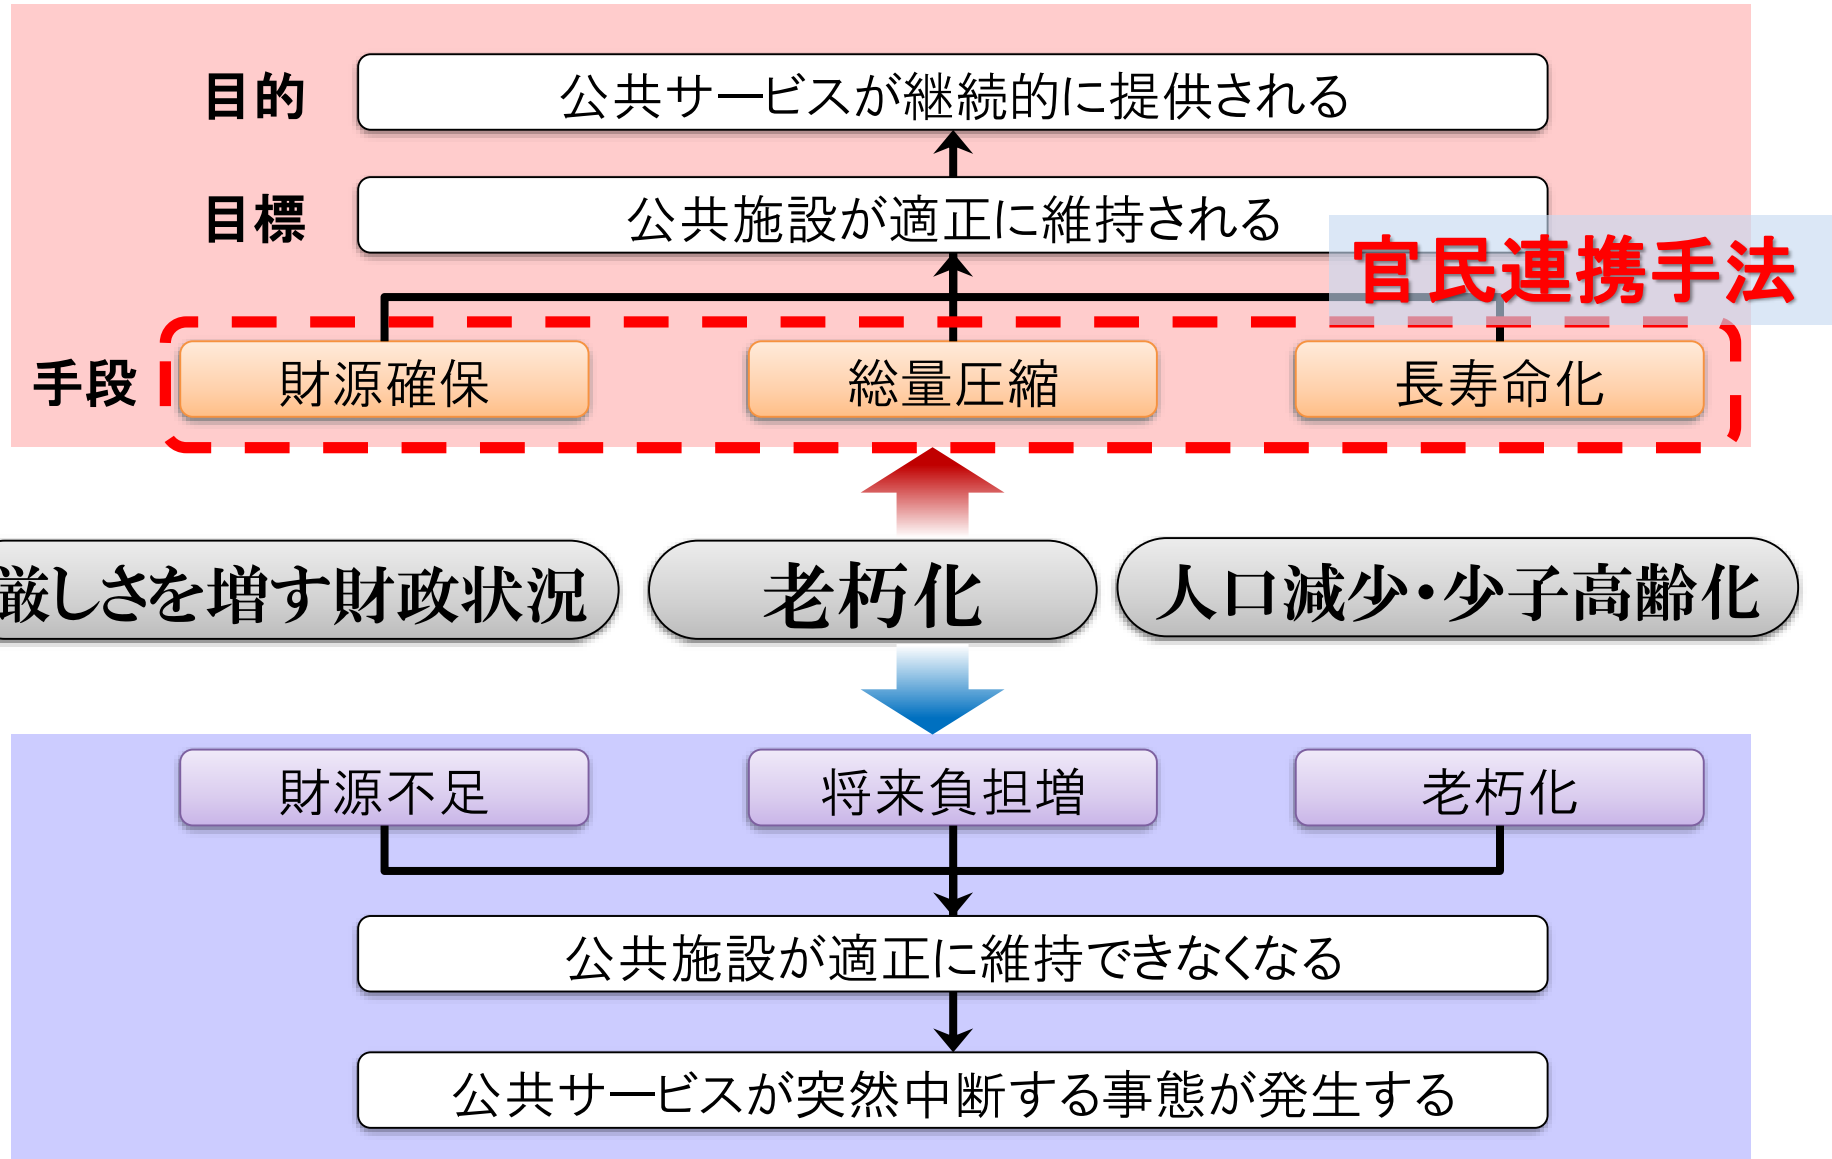 目的
公共サービスが継続的に提供される
目標
公共施設が適正に維持される
官民連携手法
手段
財源確保
総量圧縮
長寿命化
厳しさを増す財政状況
老朽化
人口減少・少子高齢化
財源不足
将来負担増
老朽化
公共施設が適正に維持できなくなる
公共サービスが突然中断する事態が発生する